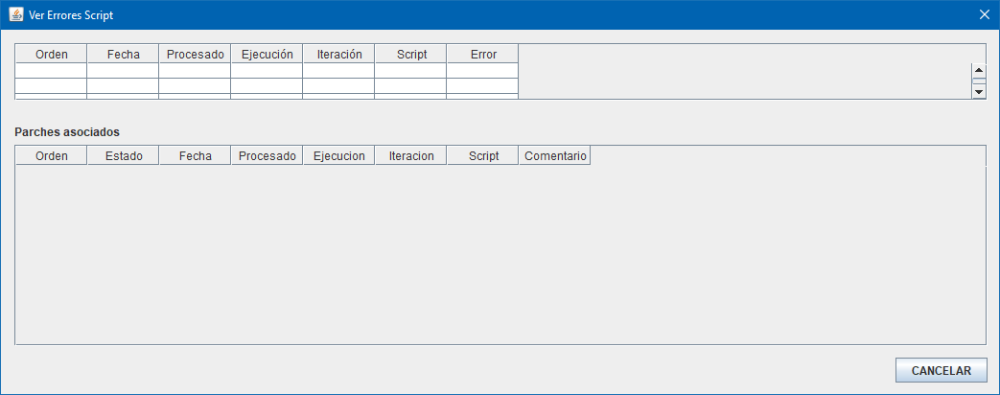 Ver Errores Script
Orden Fecha Procesado Ejecución Iteración Script Error
Parches asociados
Orden Estado Fecha Procesado Ejecucion Iteracion Script Comentario
CANCELAR